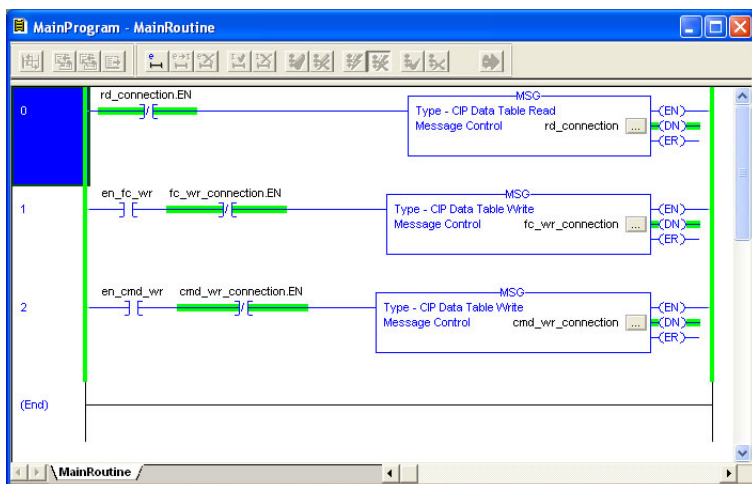 MainProgram - MainRoutine
rd_connection.EN
MSG
0
Type - CIP Data Table Read
(EN)
Message Control rd_connection ...
(DN)
(ER)
en_fc_wr fc_wr_connection.EN
MSG
1
Type - CIP Data Table Write
(EN)
Message Control fc_wr_connection ...
(DN)
(ER)
en_cmd_wr cmd_wr_connection.EN
MSG
2
Type - CIP Data Table Write
(EN)
Message Control cmd_wr_connection ...
(DN)
(ER)
(End)
MainRoutine